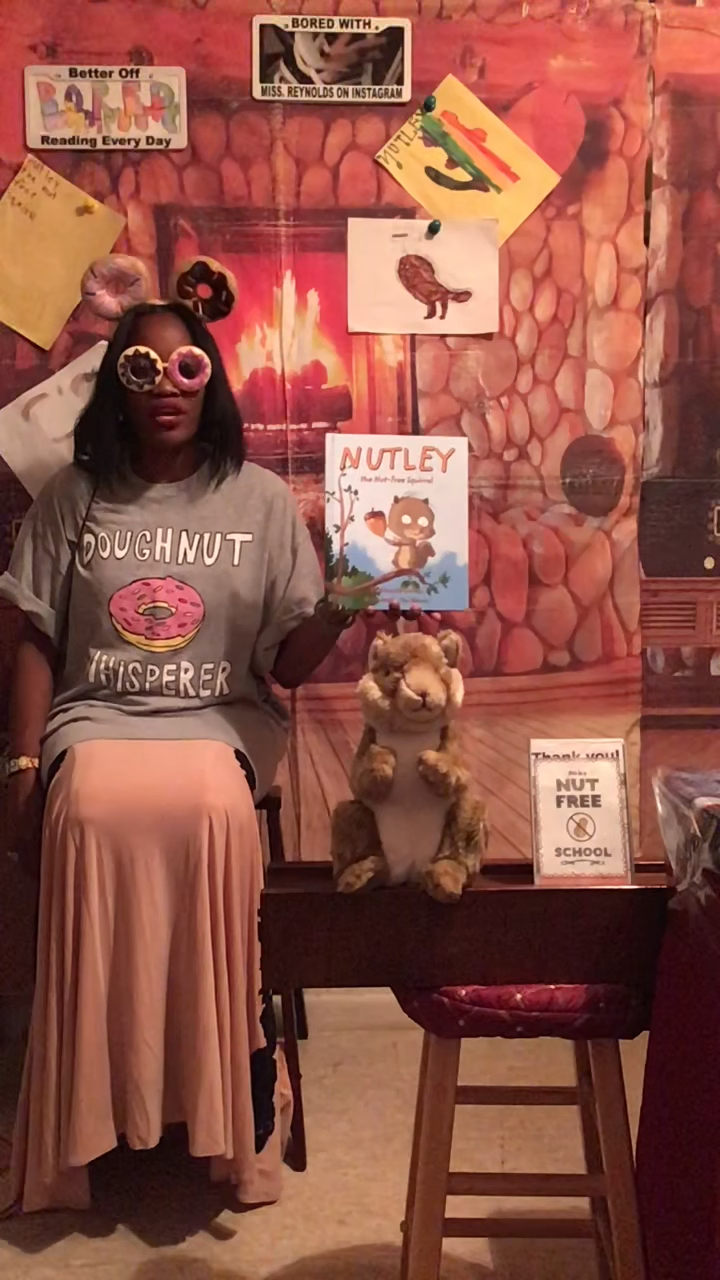 BORED WITH
MISS. REYNOLDS ON INSTAGRAM
Better Off
Reading Every Day
NUTLEY
NUTLEY
the Nut-Free Squirrel
DOUGHNUT
WHISPERER
Thank you!
NUT
FREE
SCHOOL